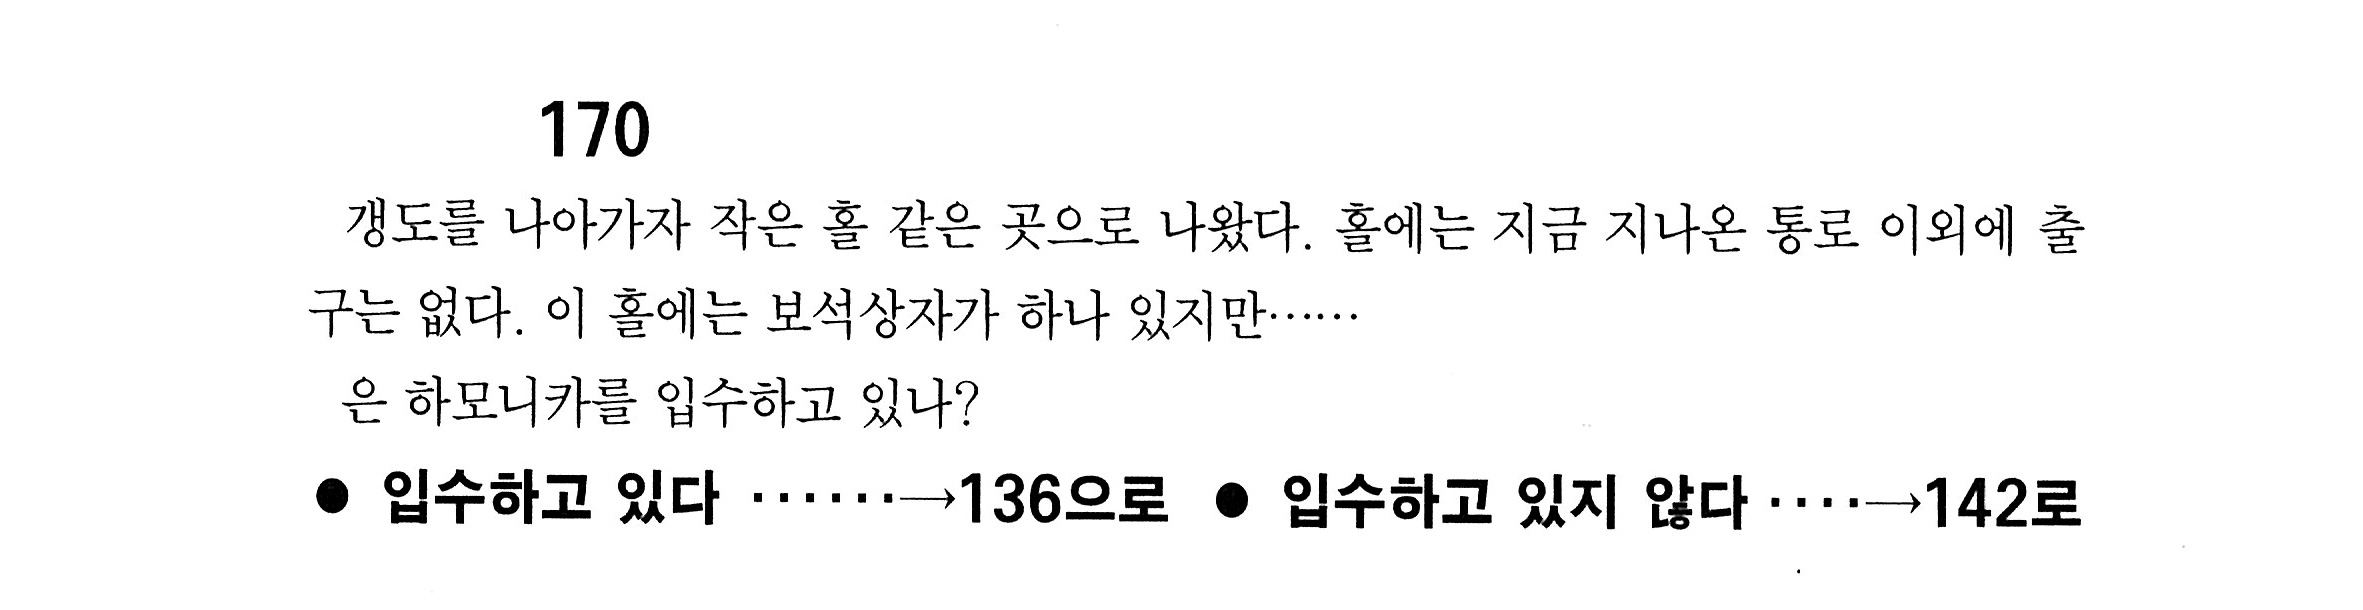 170
갱도를 나아가자 작은 홀 같은 곳으로 나왔다. 홀에는 지금 지나온 통로 이외에 출
구는 없다. 이 홀에는 보석상자가 하나 있지만……
은 하모니카를 입수하고 있나?
● 입수하고 있다 ······→136으로 ● 입수하고 있지 않다 ····→142로